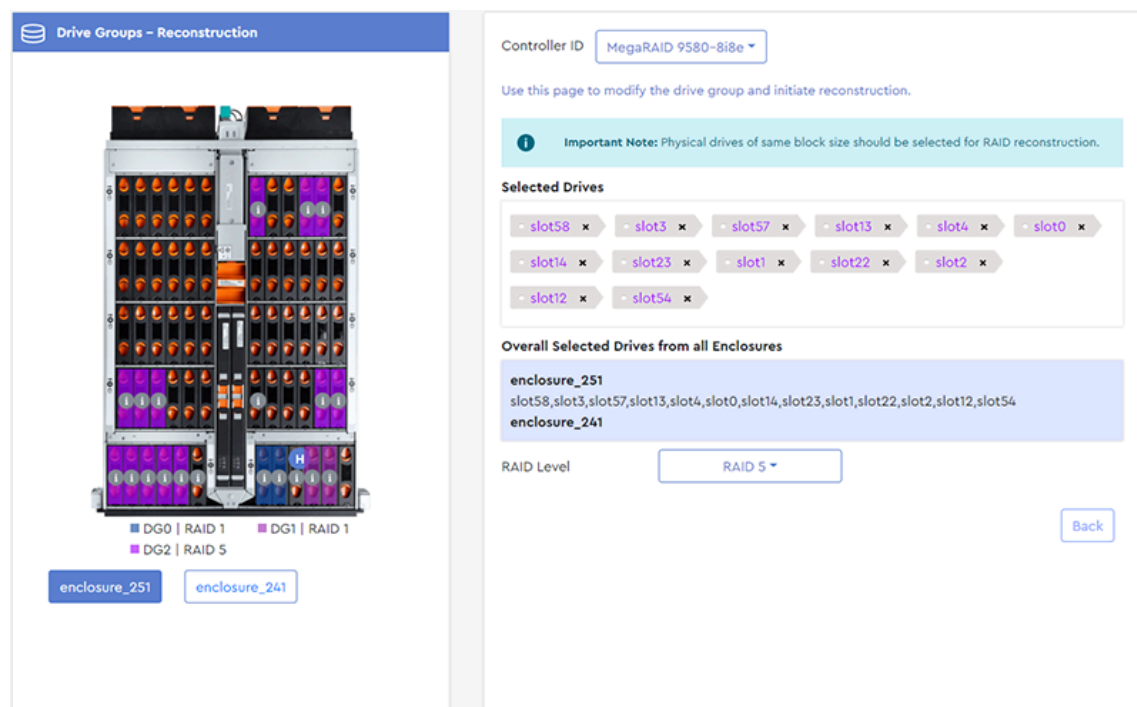 Drive Groups – Reconstruction
H
DG0 | RAID 1 DG1 | RAID 1
DG2 | RAID 5
enclosure_251 enclosure_241
Controller ID MegaRAID 9580-8i8e
Use this page to modify the drive group and initiate reconstruction.
i Important Note: Physical drives of same block size should be selected for RAID reconstruction.
Selected Drives
slot58 × slot3 × slot57 × slot13 × slot4 × slot0 ×
slot14 × slot23 × slot1 × slot22 × slot2 ×
slot12 × slot54 ×
Overall Selected Drives from all Enclosures
enclosure_251
slot58,slot3,slot57,slot13,slot4,slot0,slot14,slot23,slot1,slot22,slot2,slot12,slot54
enclosure_241
RAID Level RAID 5
Back